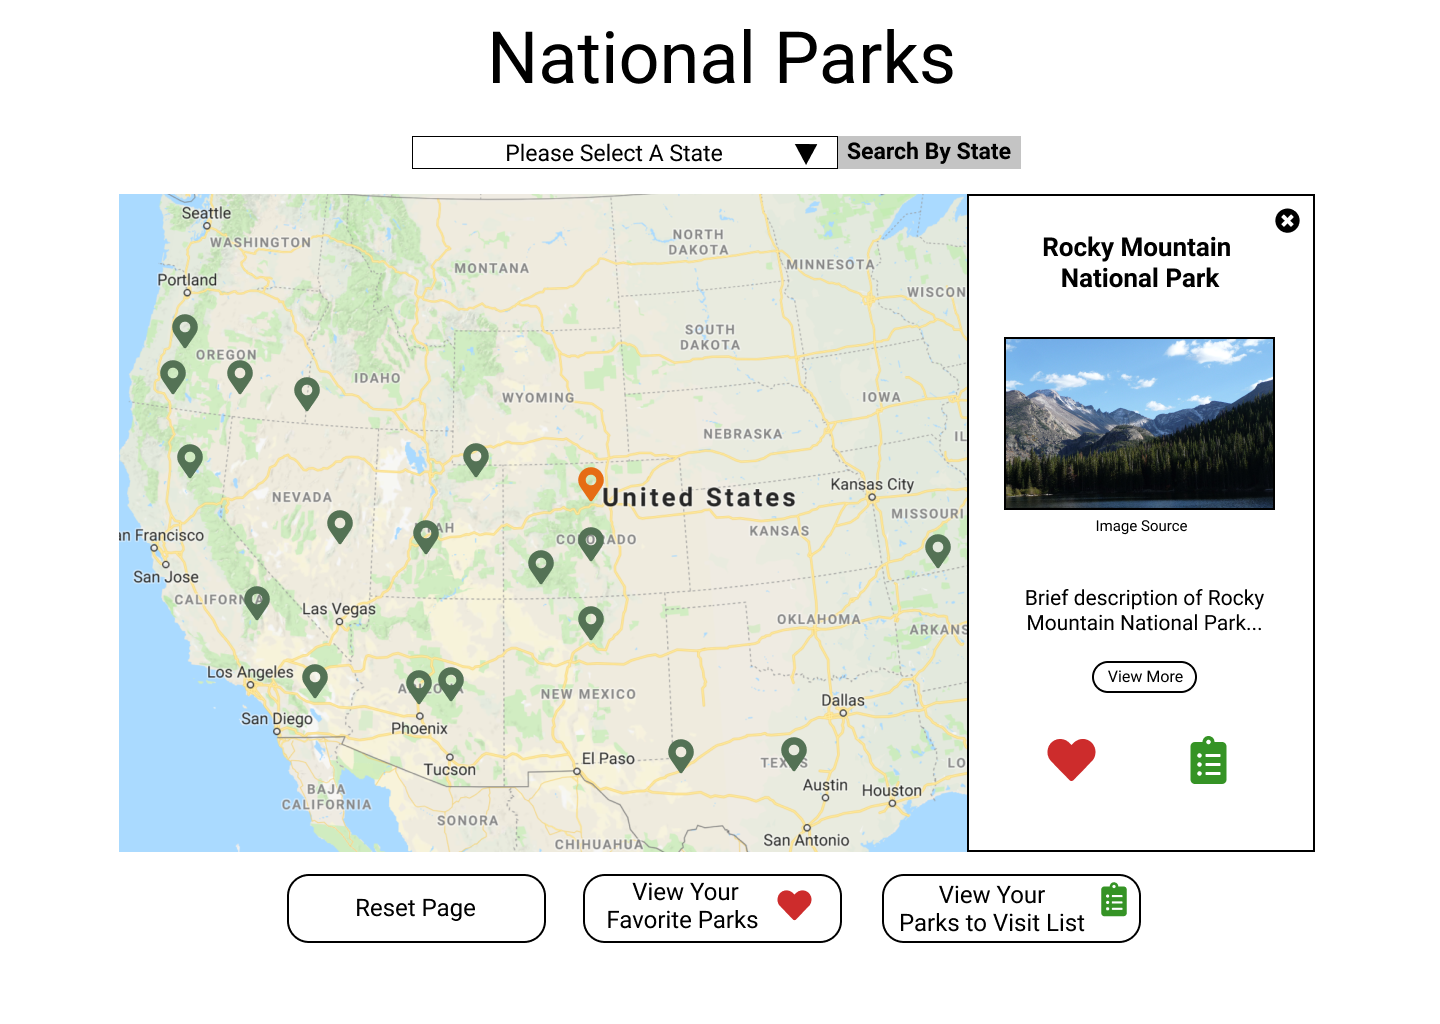 National Parks
Please Select A State
Search By State
Seattle
WASHINGTON
NORTH
DAKOTA
MONTANA
MINNESOTA
Portland
WISCON
SOUTH
DAKOTA
OREGON
IDAHO
WYOMING
IOWA
NEBRASKA
IL
NEVADA
United States
Kansas City
MISSOURI
AH
COLORADO
KANSAS
an Francisco
San Jose
CALIFORN A
Las Vegas
OKLAHOMA
ARKANS
Los Angeles
ARIZONA
NEW MEXICO
Dallas
San Diego
Phoenix
El Paso
TEXAS
LO
Tucson
Austin
Houston
BAJA
CALIFORNIA
SONORA
San Antonio
CHIHUAHUA
Rocky Mountain
National Park
Image Source
Brief description of Rocky
Mountain National Park...
View More
Reset Page
View Your
Favorite Parks
View Your
Parks to Visit List